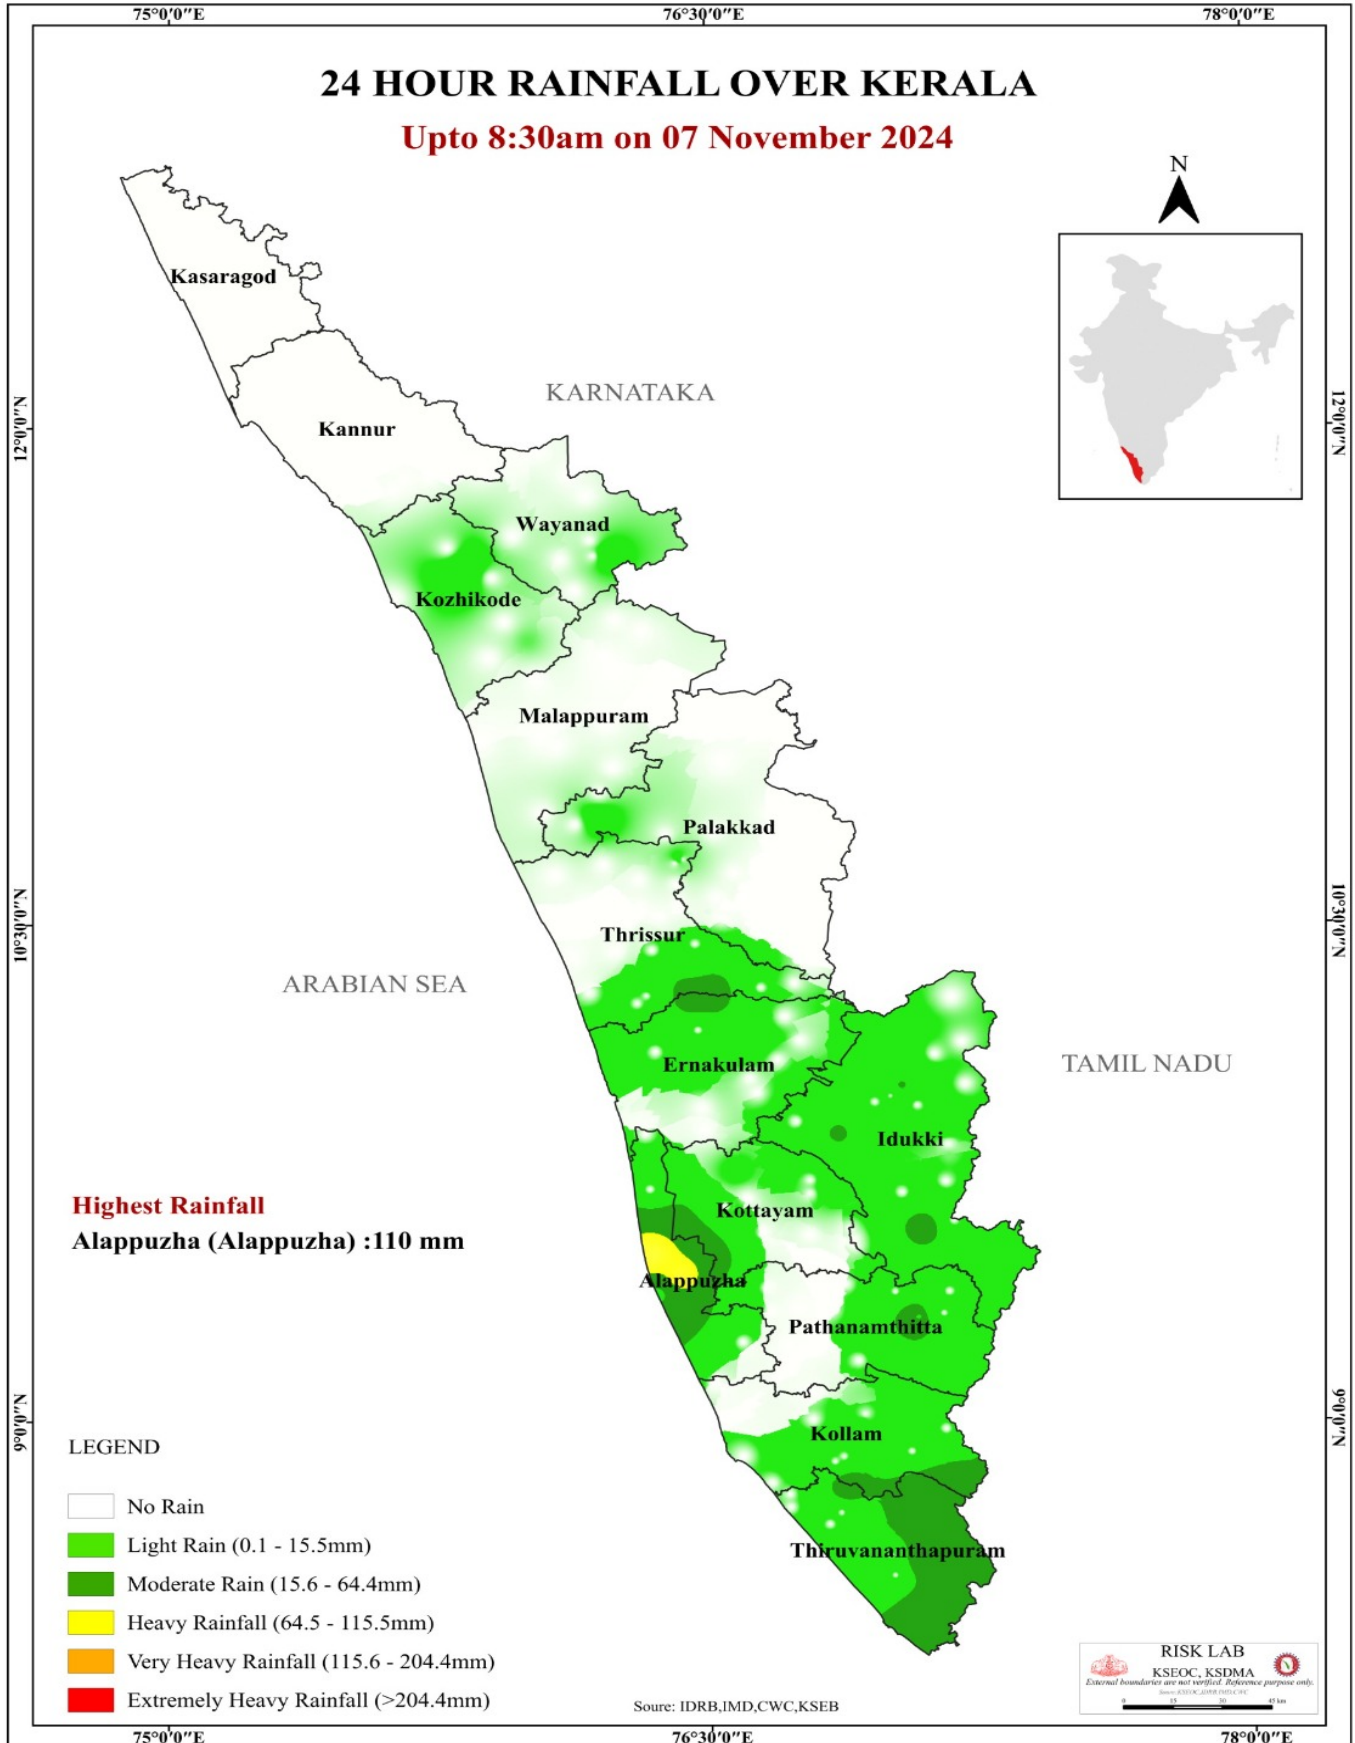 75°0'0"E 76°30'0"E 78°0'0"E
24 HOUR RAINFALL OVER KERALA
Upto 8:30am on 07 November 2024
N
Kasaragod
KARNATAKA
12°0'0"N
12°0'0"N
Kannur
Wayanad
Kozhikode
Malappuram
Palakkad
10°30'0"N
10°30'0"N
Thrissur
ARABIAN SEA
Ernakulam
TAMIL NADU
Idukki
Highest Rainfall
Alappuzha (Alappuzha) :110 mm
Kottayam
Alappuzha
Pathanamthitta
9°0'0"N
9°0'0"N
Kollam
Thiruvananthapuram
LEGEND
No Rain
Light Rain (0.1 - 15.5mm)
Moderate Rain (15.6 - 64.4mm)
Heavy Rainfall (64.5 - 115.5mm)
Very Heavy Rainfall (115.6 - 204.4mm)
Extremely Heavy Rainfall (>204.4mm)
Soure: IDRB,IMD,CWC,KSEB
RISK LAB
KSEOC, KSDMA
External boundaries are not verified. Reference purpose only.
0 15 30 45 km
75°0'0"E 76°30'0"E 78°0'0"E